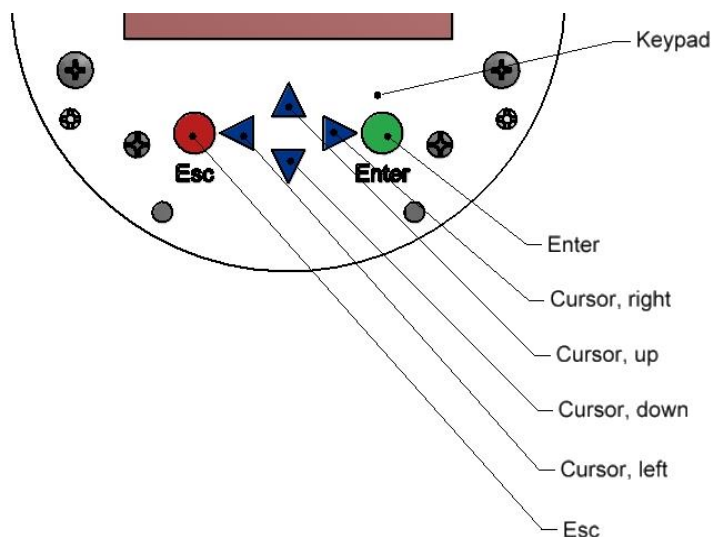 Keypad
Esc
Enter
Enter
Cursor, right
Cursor, up
Cursor, down
Cursor, left
Esc